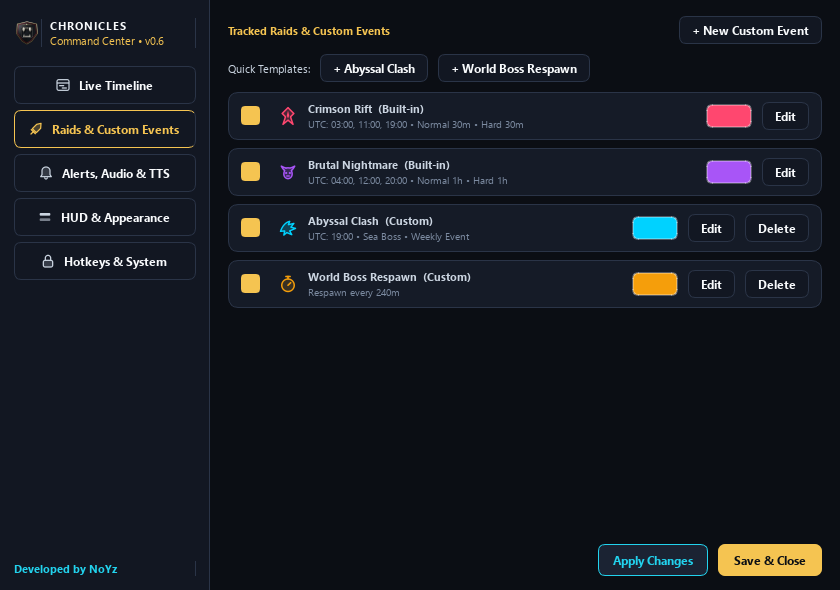 CHRONICLES
Command Center • v0.6
Live Timeline
Raids & Custom Events
Alerts, Audio & TTS
HUD & Appearance
Hotkeys & System
Developed by NoYz
Tracked Raids & Custom Events
+ New Custom Event
Quick Templates:
+ Abyssal Clash
+ World Boss Respawn
Crimson Rift (Built-in)
UTC: 03:00, 11:00, 19:00 • Normal 30m • Hard 30m
Edit
Brutal Nightmare (Built-in)
UTC: 04:00, 12:00, 20:00 • Normal 1h • Hard 1h
Edit
Abyssal Clash (Custom)
UTC: 19:00 • Sea Boss • Weekly Event
Edit
Delete
World Boss Respawn (Custom)
Respawn every 240m
Edit
Delete
Apply Changes
Save & Close